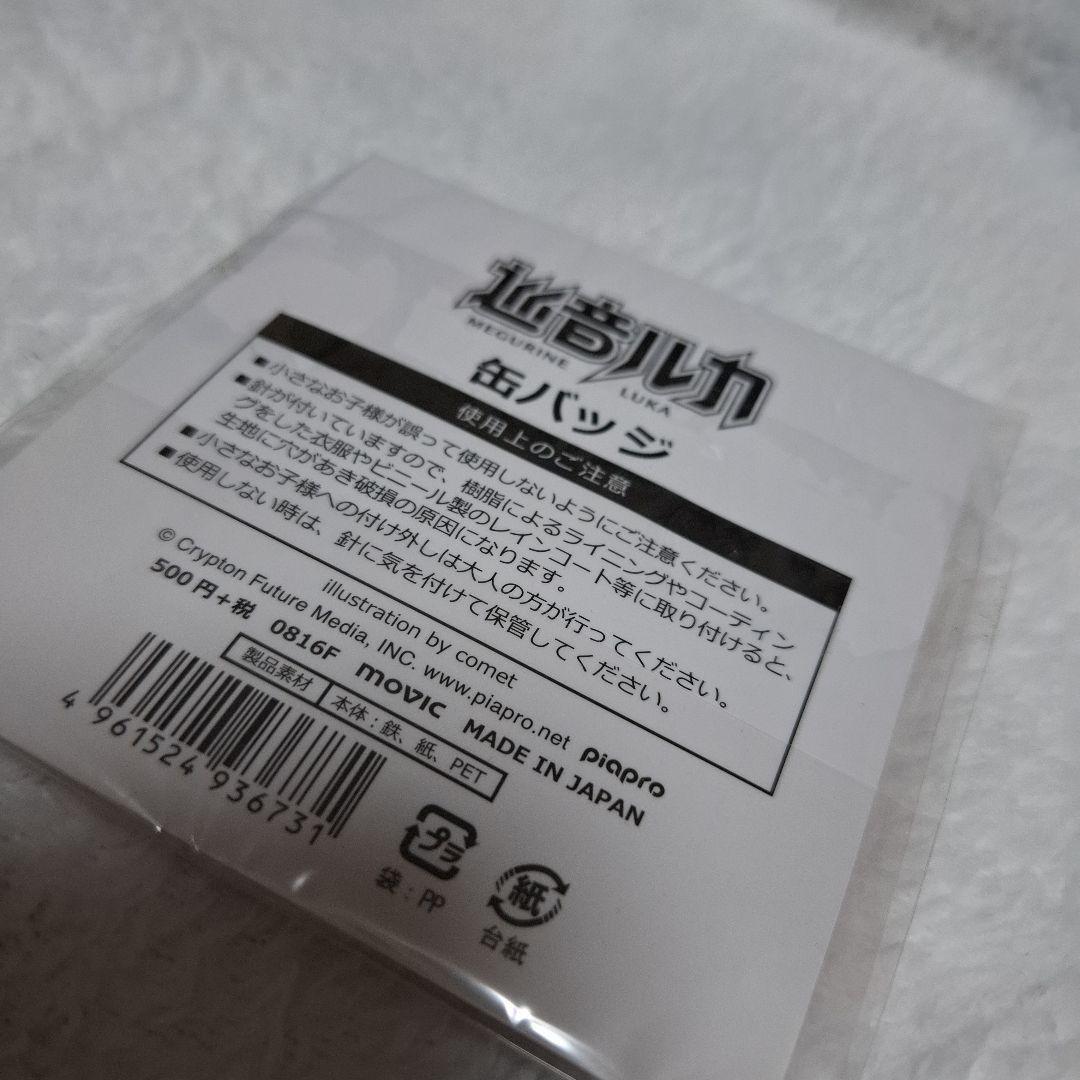 巡音ルカ
MEGURINE LUKA
缶バッジ
使用上のご注意
■小さなお子様が誤って使用しないようにご注意ください。
■針が付いていますので、樹脂によるライニングやコーティン
グをした衣服やビニール製のレインコート等に取り付けると、
生地に穴があき破損の原因になります。
■小さなお子様への付け外しは大人の方が行ってください。
■使用しない時は、針に気を付けて保管してください。
illustration by comet
© Crypton Future Media, INC. www.piapro.net piapro
500円+税 0816F movic MADE IN JAPAN
製品素材 本体：鉄、紙、PET
4 961524 936731
プラ
袋：PP
紙
台紙